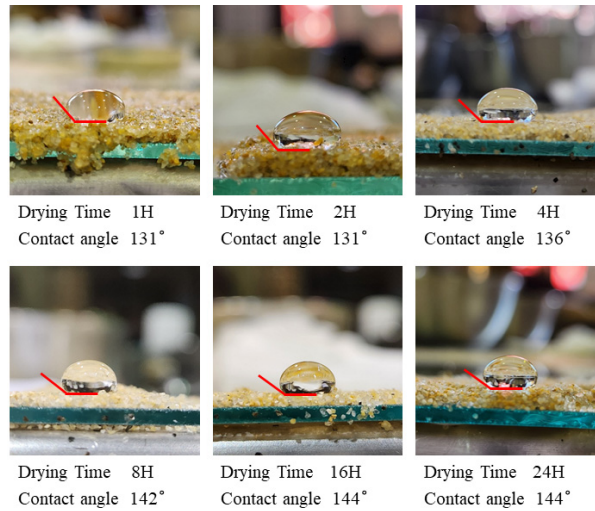 Drying Time 1H
Contact angle 131°
Drying Time 2H
Contact angle 131°
Drying Time 4H
Contact angle 136°
Drying Time 8H
Contact angle 142°
Drying Time 16H
Contact angle 144°
Drying Time 24H
Contact angle 144°